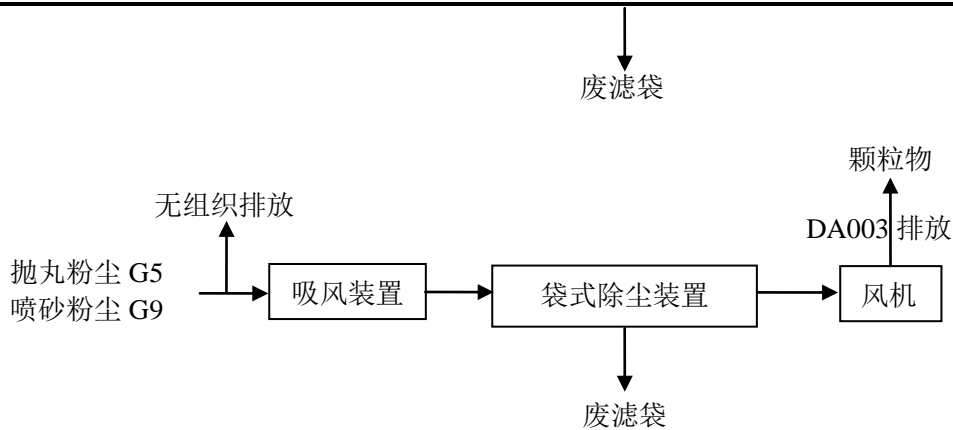 废滤袋
颗粒物
无组织排放
DA003 排放
抛丸粉尘 G5
喷砂粉尘 G9
吸风装置
袋式除尘装置
风机
废滤袋